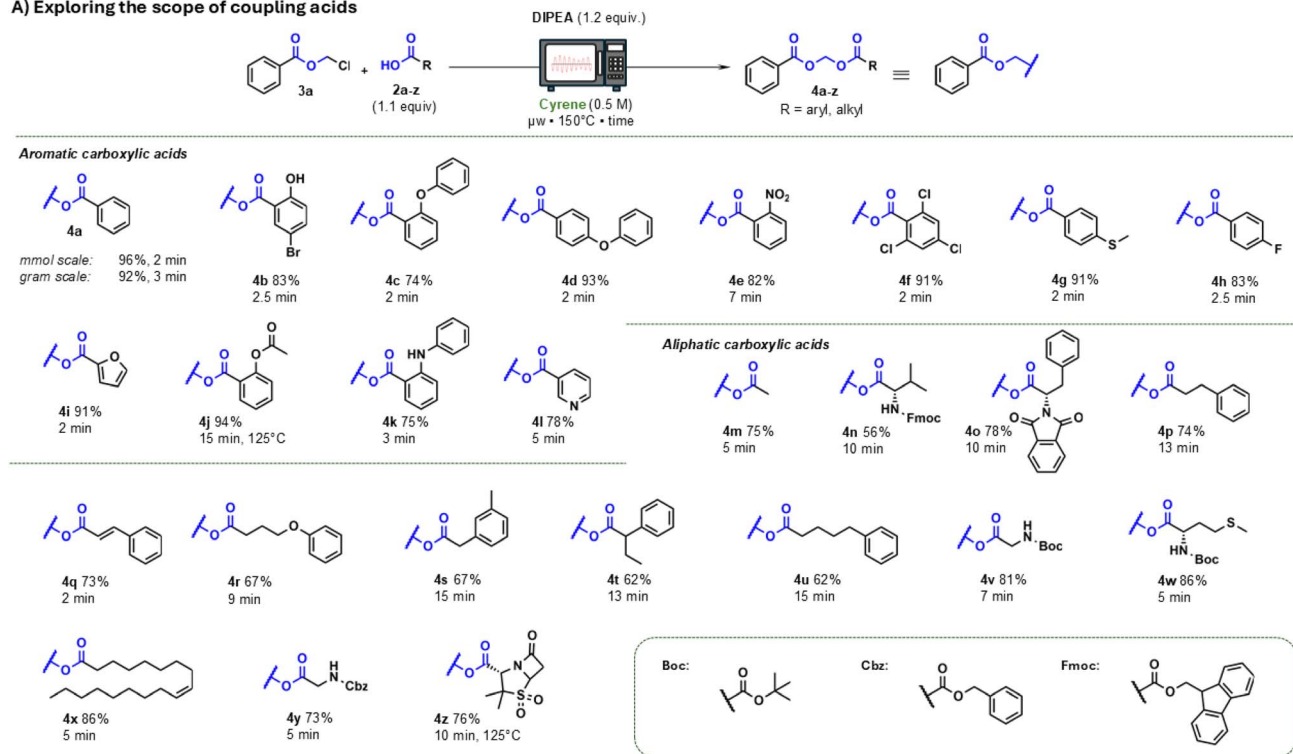 A) Exploring the scope of coupling acids
DIPEA (1.2 equiv.)
O
O
Cl
3a
+
O
HO
R
2a-z
(1.1 equiv)
Cyrene (0.5 M)
µw • 150°C • time
O
O
O
O
R
4a-z
R = aryl, alkyl
≡
O
O
Aromatic carboxylic acids
O
O
4a
mmol scale: 96%, 2 min
gram scale: 92%, 3 min
O
O
OH
Br
4b 83%
2.5 min
O
O
O
4c 74%
2 min
O
O
O
4d 93%
2 min
O
O
NO2
4e 82%
7 min
O
O
Cl
Cl
Cl
4f 91%
2 min
O
O
S
4g 91%
2 min
O
O
F
4h 83%
2.5 min
O
O
O
4i 91%
2 min
O
O
O
O
4j 94%
15 min, 125°C
O
O
HN
4k 75%
3 min
O
O
N
4l 78%
5 min
Aliphatic carboxylic acids
O
O
4m 75%
5 min
O
O
HN
Fmoc
4n 56%
10 min
O
O
O
N
O
4o 78%
10 min
O
O
4p 74%
13 min
O
O
4q 73%
2 min
O
O
O
4r 67%
9 min
O
O
4s 67%
15 min
O
O
4t 62%
13 min
O
O
4u 62%
15 min
O
O
H
N
Boc
4v 81%
7 min
O
O
S
HN
Boc
4w 86%
5 min
O
O
4x 86%
5 min
O
O
H
N
Cbz
4y 73%
5 min
O
O
O
N
S
O
O
4z 76%
10 min, 125°C
Boc:
O
O
Cbz:
O
O
Fmoc:
O
O